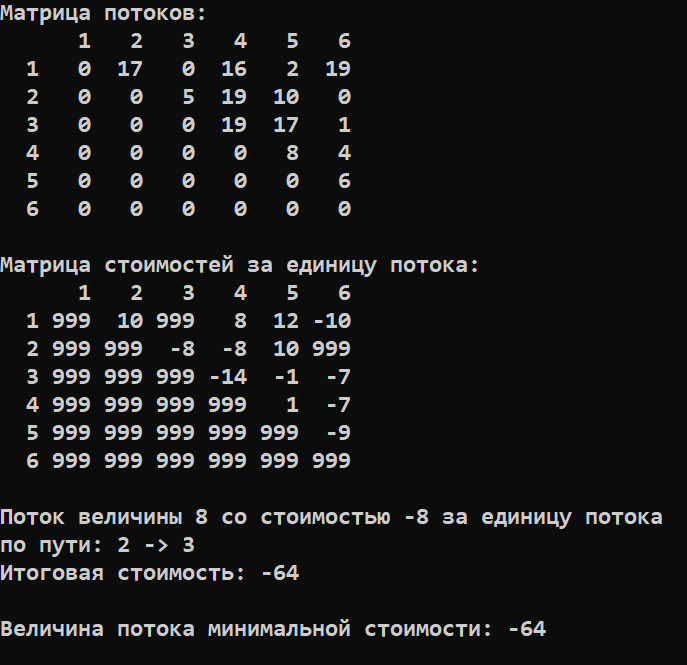 Матрица потоков:
1 2 3 4 5 6
1 0 17 0 16 2 19
2 0 0 5 19 10 0
3 0 0 0 19 17 1
4 0 0 0 0 8 4
5 0 0 0 0 0 6
6 0 0 0 0 0 0
Матрица стоимостей за единицу потока:
1 2 3 4 5 6
1 999 10 999 8 12 -10
2 999 999 -8 -8 10 999
3 999 999 999 -14 -1 -7
4 999 999 999 999 1 -7
5 999 999 999 999 999 -9
6 999 999 999 999 999 999
Поток величины 8 со стоимостью -8 за единицу потока
по пути: 2 -> 3
Итоговая стоимость: -64
Величина потока минимальной стоимости: -64